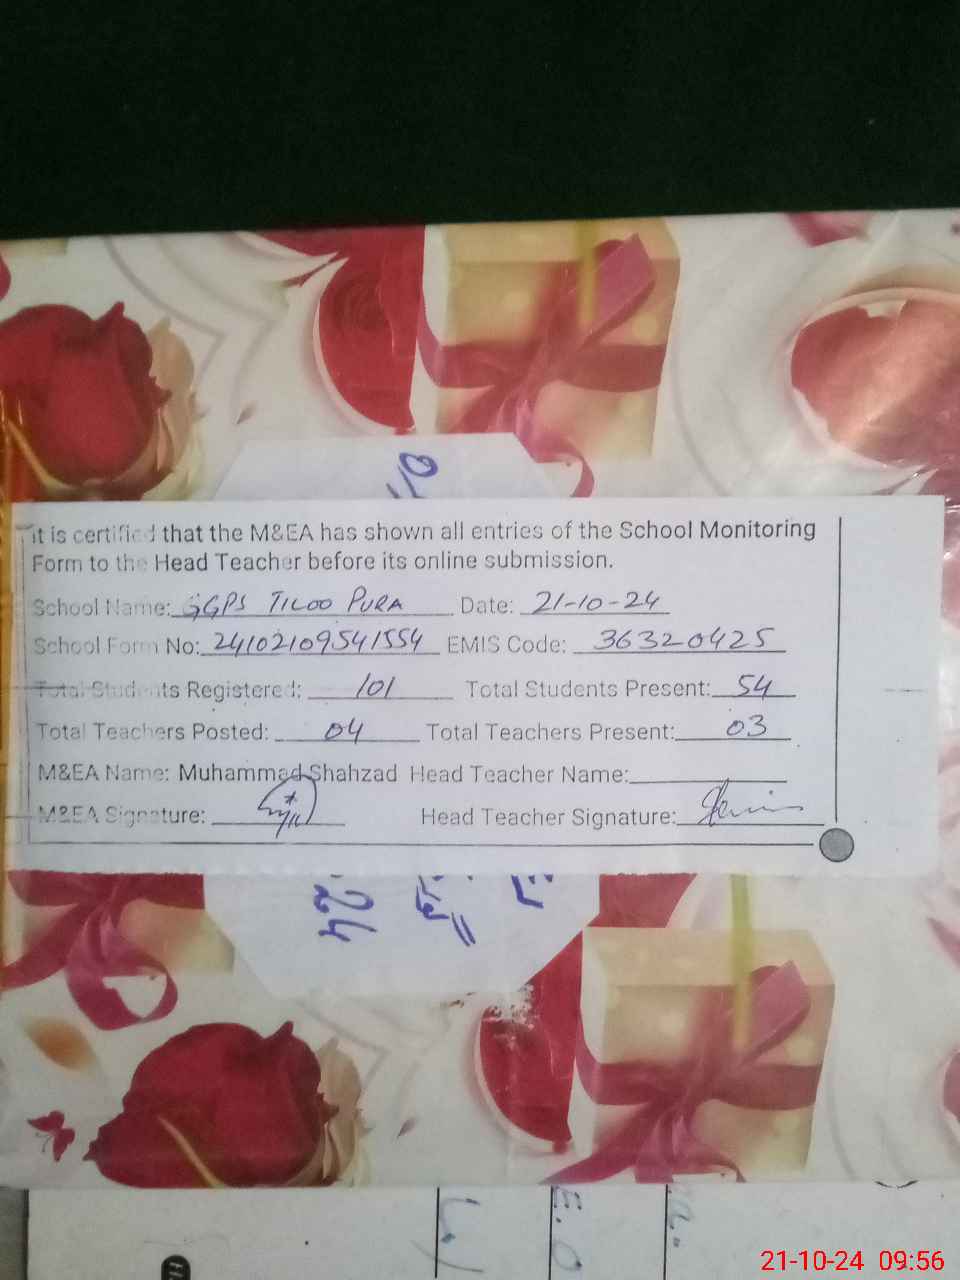 it is certified that the M&EA has shown all entries of the School Monitoring
Form to the Head Teacher before its online submission.
School Name: GGPS TILOO PURA Date: 21-10-24
School Form No: 24102109541554 EMIS Code: 36320425
Total Students Registered: 101 Total Students Present: 54
Total Teachers Posted: 04 Total Teachers Present: 03
M&EA Name: Muhammad Shahzad Head Teacher Name:
M&EA Signature: Head Teacher Signature:
24
E.O
21-10-24 09:56